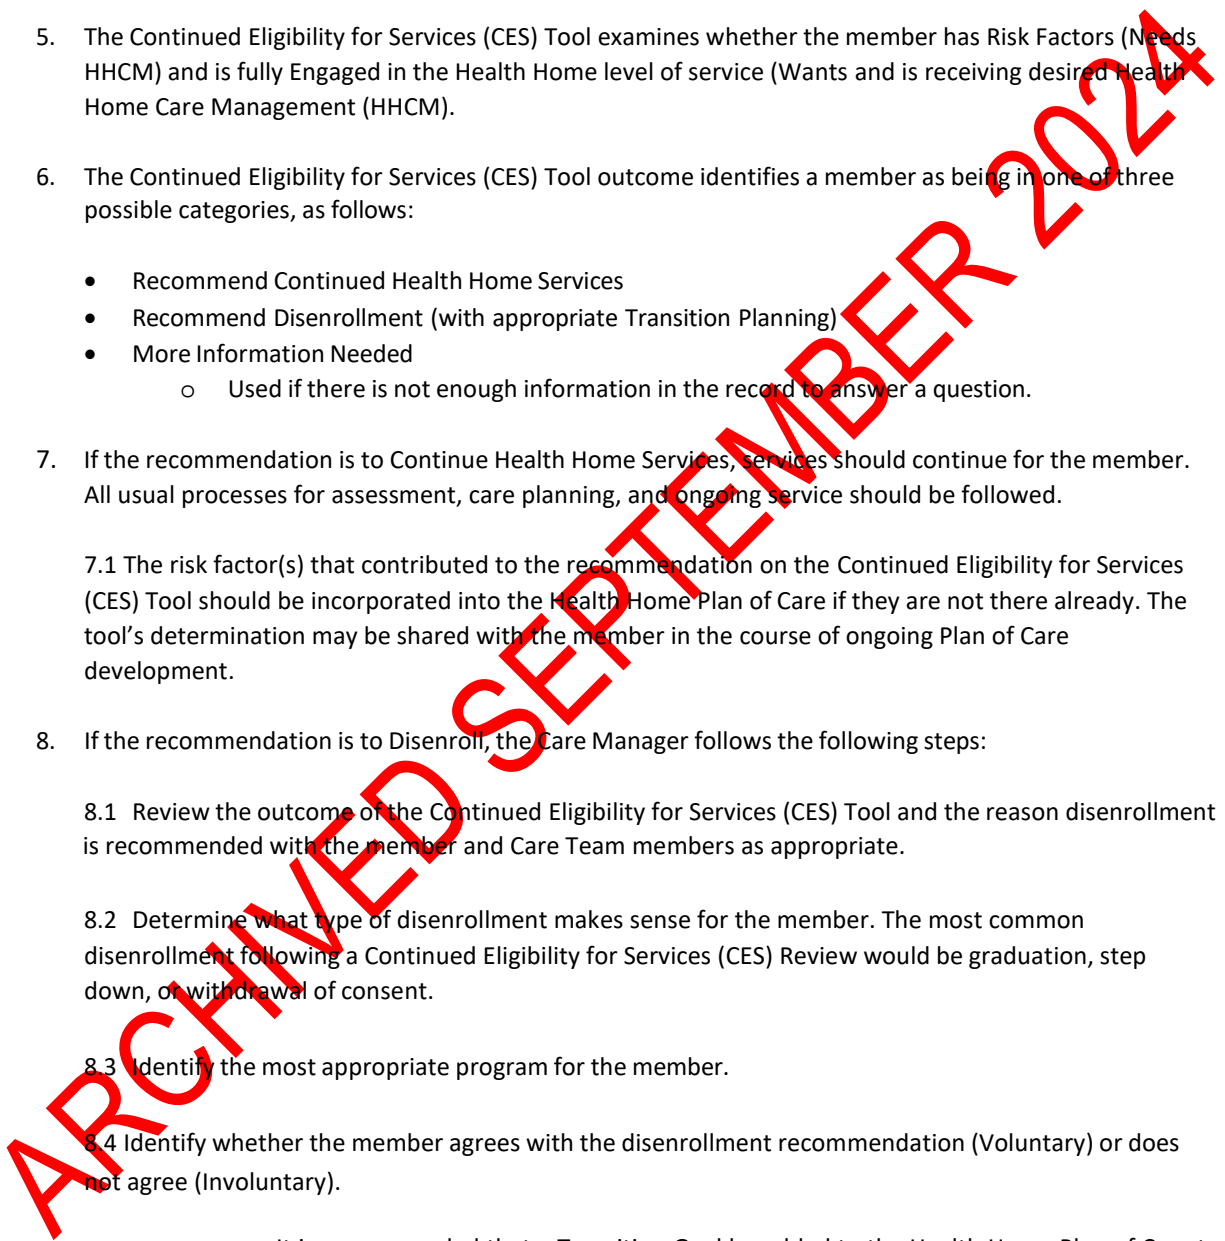 5. The Continued Eligibility for Services (CES) Tool examines whether the member has Risk Factors (Needs
HHCM) and is fully Engaged in the Health Home level of service (Wants and is receiving desired Health
Home Care Management (HHCM).
6. The Continued Eligibility for Services (CES) Tool outcome identifies a member as being in one of three
possible categories, as follows:
• Recommend Continued Health Home Services
• Recommend Disenrollment (with appropriate Transition Planning)
• More Information Needed
o Used if there is not enough information in the record to answer a question.
7. If the recommendation is to Continue Health Home Services, services should continue for the member.
All usual processes for assessment, care planning, and ongoing service should be followed.
7.1 The risk factor(s) that contributed to the recommendation on the Continued Eligibility for Services
(CES) Tool should be incorporated into the Health Home Plan of Care if they are not there already. The
tool’s determination may be shared with the member in the course of ongoing Plan of Care
development.
8. If the recommendation is to Disenroll, the Care Manager follows the following steps:
8.1 Review the outcome of the Continued Eligibility for Services (CES) Tool and the reason disenrollment
is recommended with the member and Care Team members as appropriate.
8.2 Determine what type of disenrollment makes sense for the member. The most common
disenrollment following a Continued Eligibility for Services (CES) Review would be graduation, step
down, or withdrawal of consent.
8.3 Identify the most appropriate program for the member.
8.4 Identify whether the member agrees with the disenrollment recommendation (Voluntary) or does
not agree (Involuntary).
ARCHIVED SEPTEMBER 2024